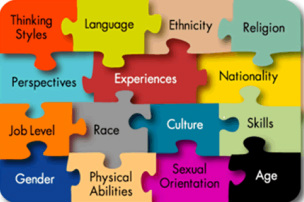 Thinking
Styles
Language
Ethnicity
Religion
Perspectives
Experiences
Nationality
Job Level
Race
Culture
Skills
Gender
Physical
Abilities
Sexual
Orientation
Age